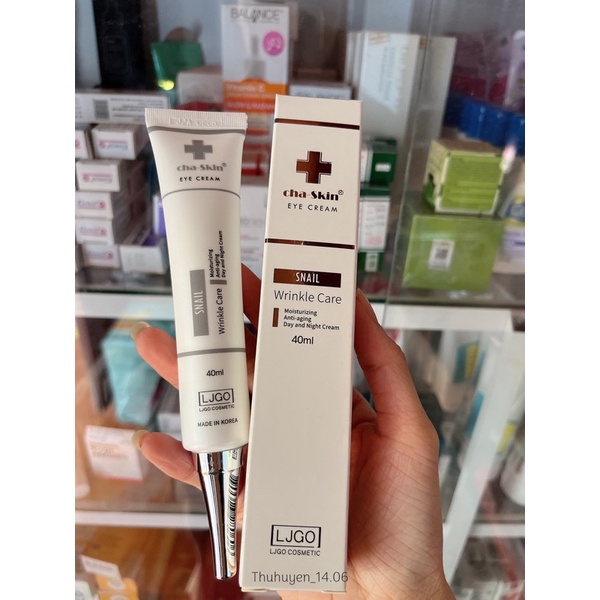 BALANCE
Vitamin C
cha-skin®
EYE CREAM
SNAIL
Wrinkle Care
Moisturizing
Anti-aging
Day and Night Cream
40ml
LJGO
LJGO COSMETIC
MADE IN KOREA
cha-skin®
EYE CREAM
SNAIL
Wrinkle Care
Moisturizing
Anti-aging
Day and Night Cream
40ml
LJGO
LJGO COSMETIC
Thuhuyen_14.06